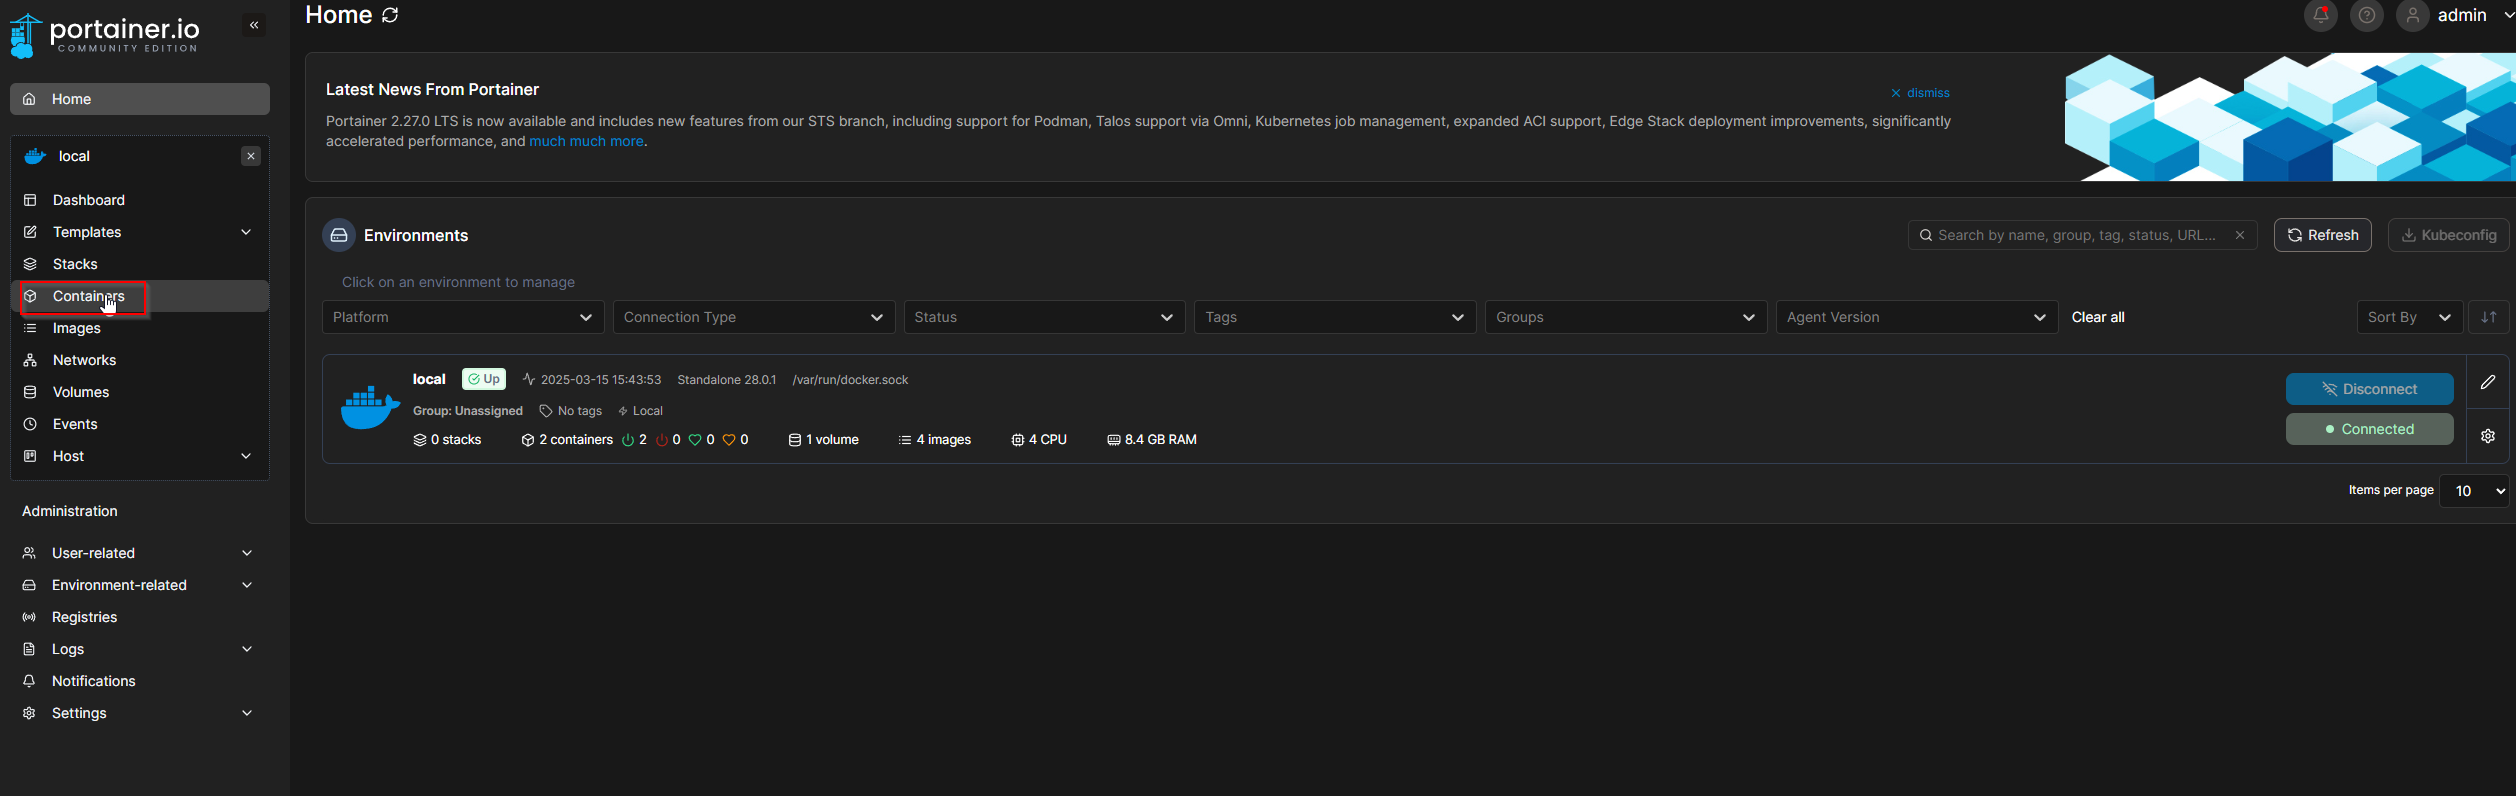 portainer.io
COMMUNITY EDITION
Home
local
Dashboard
Templates
Stacks
Containers
Images
Networks
Volumes
Events
Host
Administration
User-related
Environment-related
Registries
Logs
Notifications
Settings
Home
admin
Latest News From Portainer
dismiss
Portainer 2.27.0 LTS is now available and includes new features from our STS branch, including support for Podman, Talos support via Omni, Kubernetes job management, expanded ACI support, Edge Stack deployment improvements, significantly
accelerated performance, and much much more.
Environments
Search by name, group, tag, status, URL...
Refresh
Kubeconfig
Click on an environment to manage
Platform Connection Type Status Tags Groups Agent Version Clear all Sort By
local Up 2025-03-15 15:43:53 Standalone 28.0.1 /var/run/docker.sock
Disconnect
Group: Unassigned No tags Local
Connected
0 stacks 2 containers 2 0 0 0 1 volume 4 images 4 CPU 8.4 GB RAM
Items per page 10